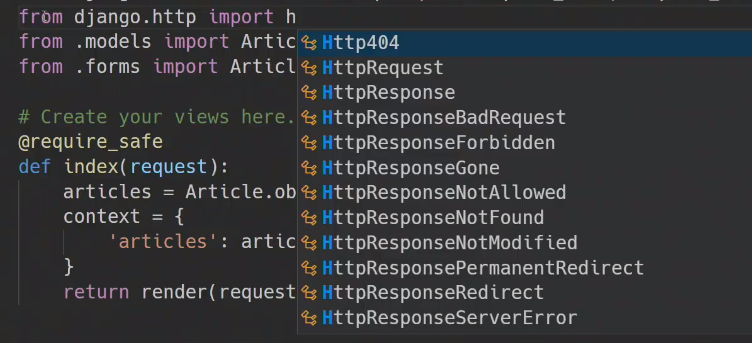 from django.http import h
from .models import Artic
from .forms import Articl
# Create your views here.
@require_safe
def index(request):
articles = Article.ob
context = {
'articles': artic
}
return render(request
Http404
HttpRequest
HttpResponse
HttpResponseBadRequest
HttpResponseForbidden
HttpResponseGone
HttpResponseNotAllowed
HttpResponseNotFound
HttpResponseNotModified
HttpResponsePermanentRedirect
HttpResponseRedirect
HttpResponseServerError